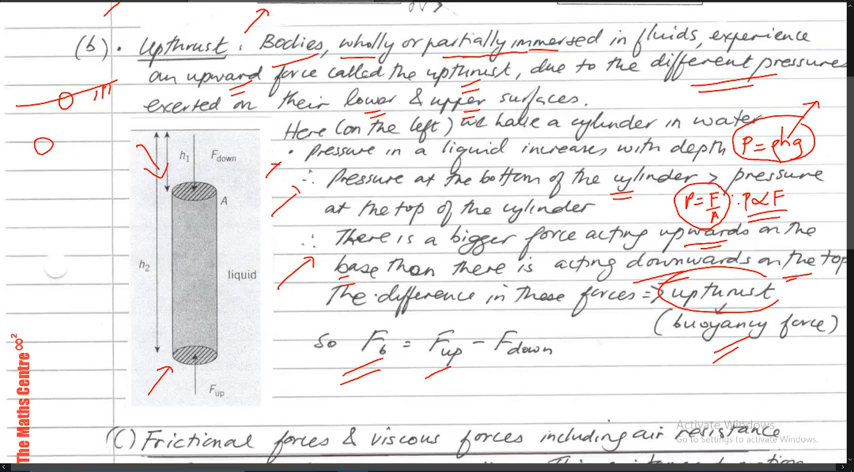 (b) • Upthrust: Bodies, wholly or partially immersed in fluids, experience
an upward force called the upthrust, due to the different pressures
exerted on their lower & upper surfaces.
Here (on the left) we have a cylinder in water
• Pressure in a liquid increases with depth P = ρhg
∴ Pressure at the bottom of the cylinder > pressure
at the top of the cylinder P = F/A ∴ P ∝ F
∴ There is a bigger force acting upwards on the
base than there is acting downwards on the top
The difference in these forces => upthrust
(buoyancy force)
So F_b = F_up - F_down
h₁ F_down
A
h₂ liquid
F_up
The Maths Centre ∞²
Activate Windows
Go to Settings to activate Windows.
(C) Frictional forces & viscous forces including air resistance